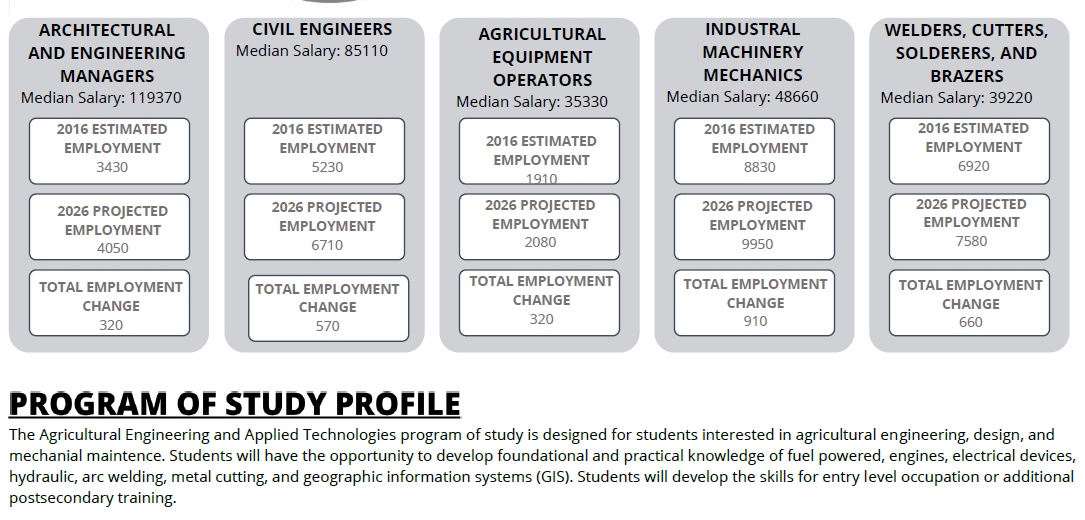 ARCHITECTURAL
AND ENGINEERING
MANAGERS
Median Salary: 119370
2016 ESTIMATED
EMPLOYMENT
3430
2026 PROJECTED
EMPLOYMENT
4050
TOTAL EMPLOYMENT
CHANGE
320
CIVIL ENGINEERS
Median Salary: 85110
2016 ESTIMATED
EMPLOYMENT
5230
2026 PROJECTED
EMPLOYMENT
6710
TOTAL EMPLOYMENT
CHANGE
570
AGRICULTURAL
EQUIPMENT
OPERATORS
Median Salary: 35330
2016 ESTIMATED
EMPLOYMENT
1910
2026 PROJECTED
EMPLOYMENT
2080
TOTAL EMPLOYMENT
CHANGE
320
INDUSTRAL
MACHINERY
MECHANICS
Median Salary: 48660
2016 ESTIMATED
EMPLOYMENT
8830
2026 PROJECTED
EMPLOYMENT
9950
TOTAL EMPLOYMENT
CHANGE
910
WELDERS, CUTTERS,
SOLDERERS, AND
BRAZERS
Median Salary: 39220
2016 ESTIMATED
EMPLOYMENT
6920
2026 PROJECTED
EMPLOYMENT
7580
TOTAL EMPLOYMENT
CHANGE
660
PROGRAM OF STUDY PROFILE
The Agricultural Engineering and Applied Technologies program of study is designed for students interested in agricultural engineering, design, and
mechanial maintence. Students will have the opportunity to develop foundational and practical knowledge of fuel powered, engines, electrical devices,
hydraulic, arc welding, metal cutting, and geographic information systems (GIS). Students will develop the skills for entry level occupation or additional
postsecondary training.